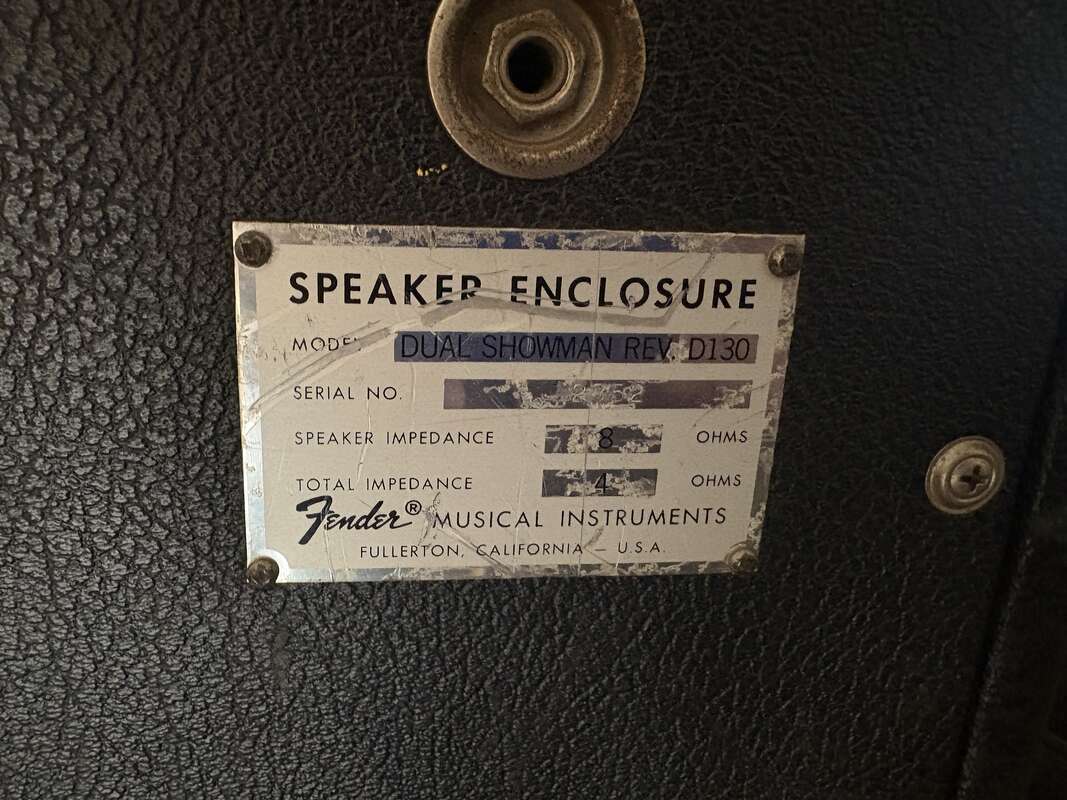 SPEAKER ENCLOSURE
MODEL DUAL SHOWMAN REV. D130
SERIAL NO.
SPEAKER IMPEDANCE 8 OHMS
TOTAL IMPEDANCE 4 OHMS
Fender® MUSICAL INSTRUMENTS
FULLERTON, CALIFORNIA — U.S.A.